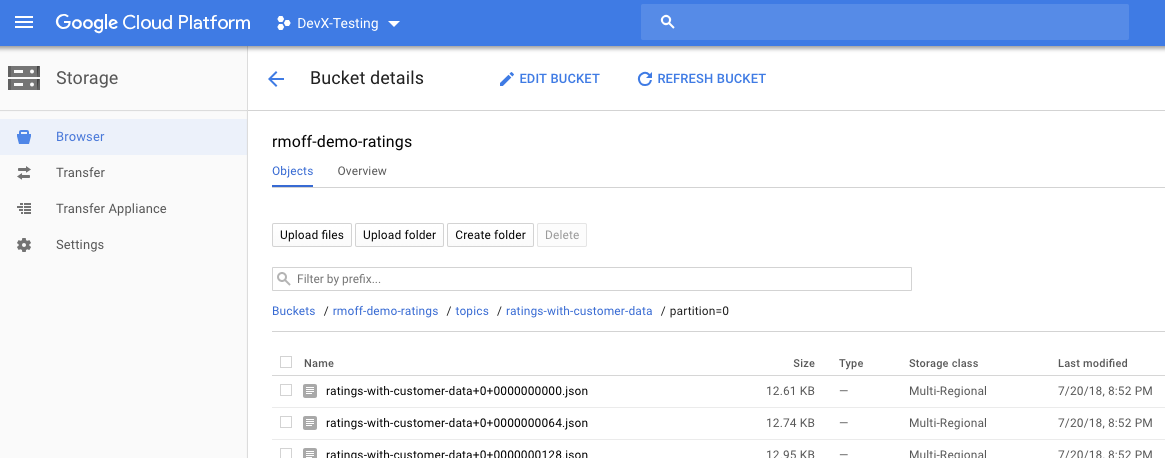 Google Cloud Platform DevX-Testing
Storage Bucket details EDIT BUCKET REFRESH BUCKET
Browser
Transfer
Transfer Appliance
Settings
rmoff-demo-ratings
Objects Overview
Upload files Upload folder Create folder Delete
Filter by prefix...
Buckets / rmoff-demo-ratings / topics / ratings-with-customer-data / partition=0
Name Size Type Storage class Last modified
ratings-with-customer-data+0+0000000000.json 12.61 KB — Multi-Regional 7/20/18, 8:52 PM
ratings-with-customer-data+0+0000000064.json 12.74 KB — Multi-Regional 7/20/18, 8:52 PM
ratings-with-customer-data+0+0000000128.json 12.95 KB — Multi-Regional 7/20/18, 8:52 PM